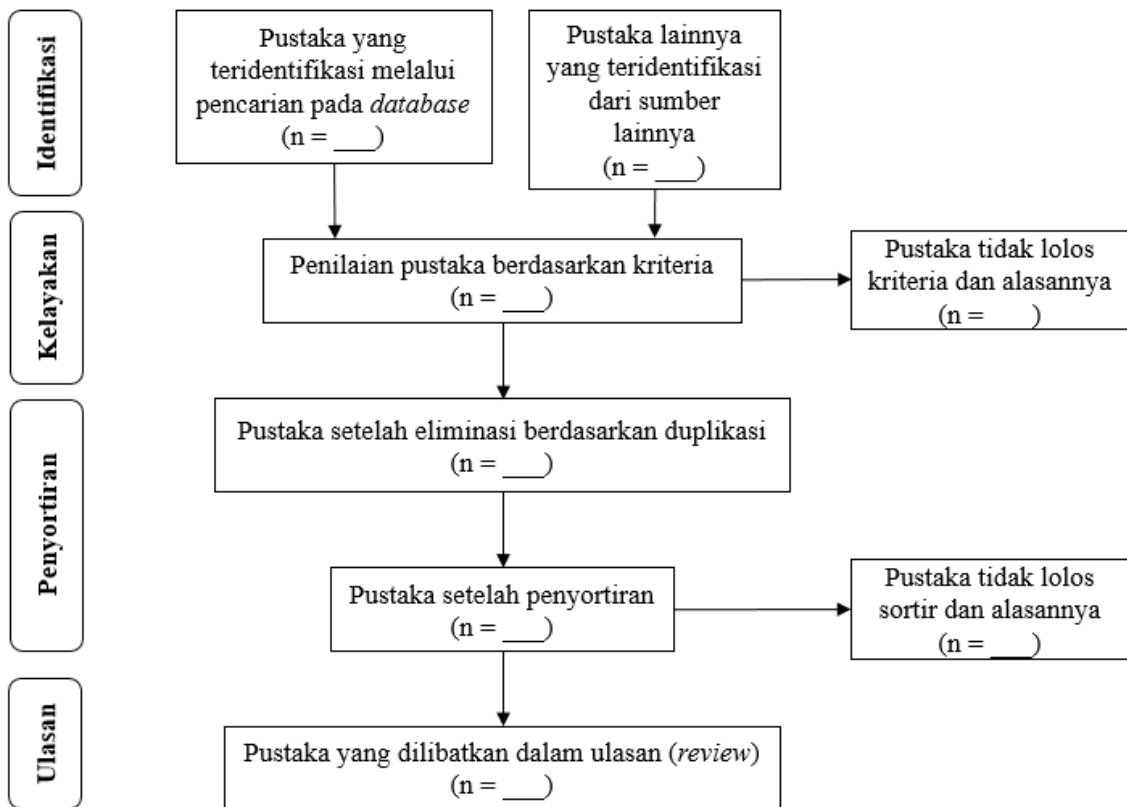 Identifikasi
Pustaka yang
teridentifikasi melalui
pencarian pada database
(n = ___)
Pustaka lainnya
yang teridentifikasi
dari sumber
lainnya
(n = ___)
Kelayakan
Penilaian pustaka berdasarkan kriteria
(n = ___)
Pustaka tidak lolos
kriteria dan alasannya
(n = ___)
Penyortiran
Pustaka setelah eliminasi berdasarkan duplikasi
(n = ___)
Pustaka setelah penyortiran
(n = ___)
Pustaka tidak lolos
sortir dan alasannya
(n = ___)
Ulasan
Pustaka yang dilibatkan dalam ulasan (review)
(n = ___)